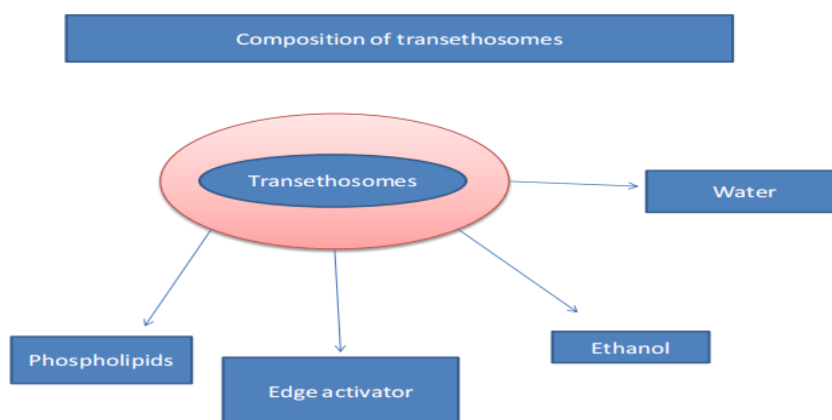 Composition of transethosomes
Transethosomes
Water
Phospholipids
Edge activator
Ethanol